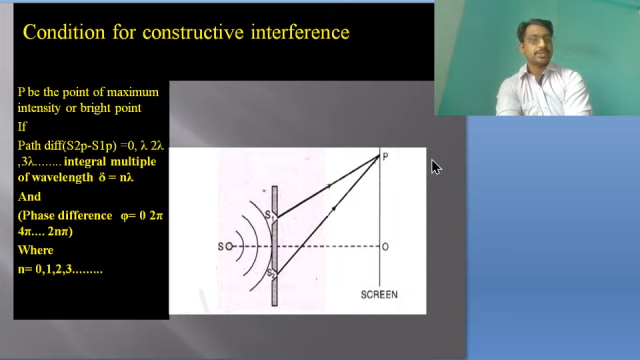 Condition for constructive interference
P be the point of maximum
intensity or bright point
If
Path diff(S2p-S1p) =0, λ 2λ
,3λ........ integral multiple
of wavelength δ = nλ
And
(Phase difference φ= 0 2π
4π.... 2nπ)
Where
n= 0,1,2,3.........
P
S1
S
O
S2
SCREEN